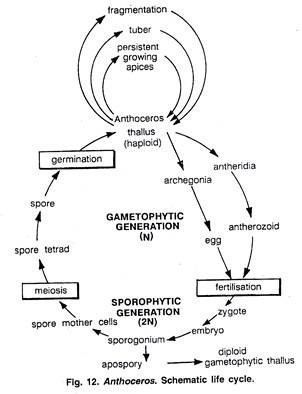 fragmentation
tuber
persistent
growing
apices
Anthoceros
thallus
(haploid)
germination
antheridia
archegonia
spore
GAMETOPHYTIC
GENERATION
(N)
antherozoid
egg
spore tetrad
meiosis
SPOROPHYTIC
GENERATION
(2N)
fertilisation
zygote
spore mother cells
embryo
sporogonium
apospory
diploid
gametophytic thallus
Fig. 12. Anthoceros. Schematic life cycle.